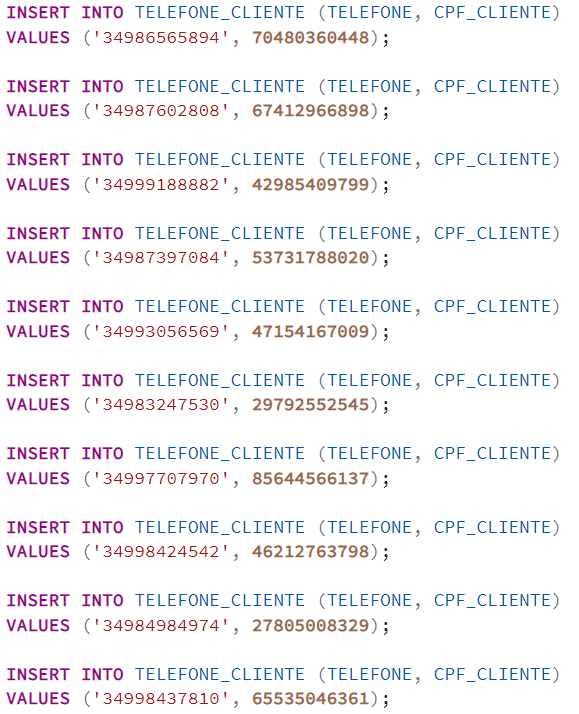 INSERT INTO TELEFONE_CLIENTE (TELEFONE, CPF_CLIENTE)
VALUES ('34986565894', 70480360448);
INSERT INTO TELEFONE_CLIENTE (TELEFONE, CPF_CLIENTE)
VALUES ('34987602808', 67412966898);
INSERT INTO TELEFONE_CLIENTE (TELEFONE, CPF_CLIENTE)
VALUES ('34999188882', 42985409799);
INSERT INTO TELEFONE_CLIENTE (TELEFONE, CPF_CLIENTE)
VALUES ('34987397084', 53731788020);
INSERT INTO TELEFONE_CLIENTE (TELEFONE, CPF_CLIENTE)
VALUES ('34993056569', 47154167009);
INSERT INTO TELEFONE_CLIENTE (TELEFONE, CPF_CLIENTE)
VALUES ('34983247530', 29792552545);
INSERT INTO TELEFONE_CLIENTE (TELEFONE, CPF_CLIENTE)
VALUES ('34997707970', 85644566137);
INSERT INTO TELEFONE_CLIENTE (TELEFONE, CPF_CLIENTE)
VALUES ('34998424542', 46212763798);
INSERT INTO TELEFONE_CLIENTE (TELEFONE, CPF_CLIENTE)
VALUES ('34984984974', 27805008329);
INSERT INTO TELEFONE_CLIENTE (TELEFONE, CPF_CLIENTE)
VALUES ('34998437810', 65535046361);